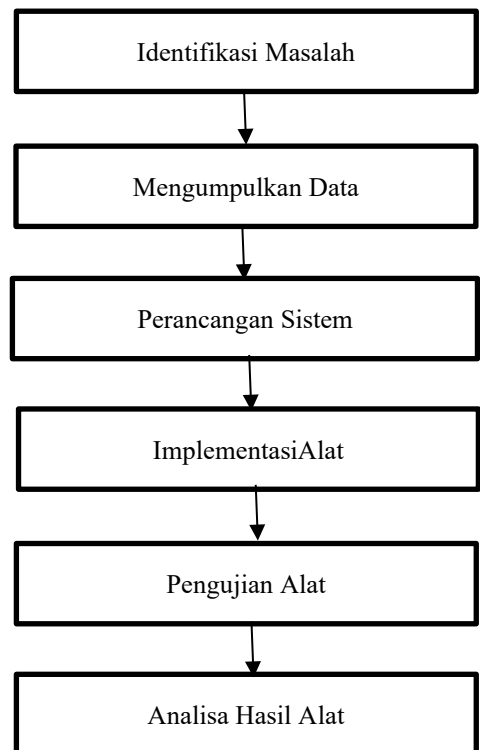 Identifikasi Masalah
Mengumpulkan Data
Perancangan Sistem
ImplementasiAlat
Pengujian Alat
Analisa Hasil Alat